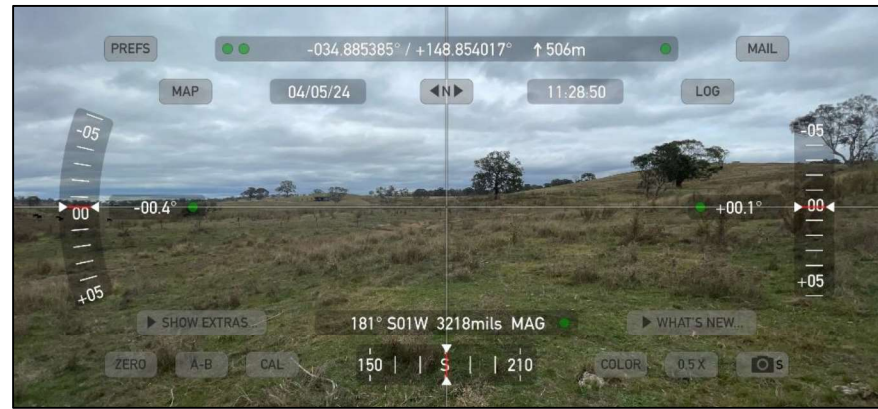 PREFS -034.885385° / +148.854017° ↑ 506m MAIL
MAP 04/05/24 ◀N▶ 11:28:50 LOG
-05 -05
00 -00.4° +00.1° 00
+05 +05
▶ SHOW EXTRAS... 181° S01W 3218mils MAG ▶ WHAT'S NEW...
ZERO A-B CAL 150 | | S | | 210 COLOR 0.5X S